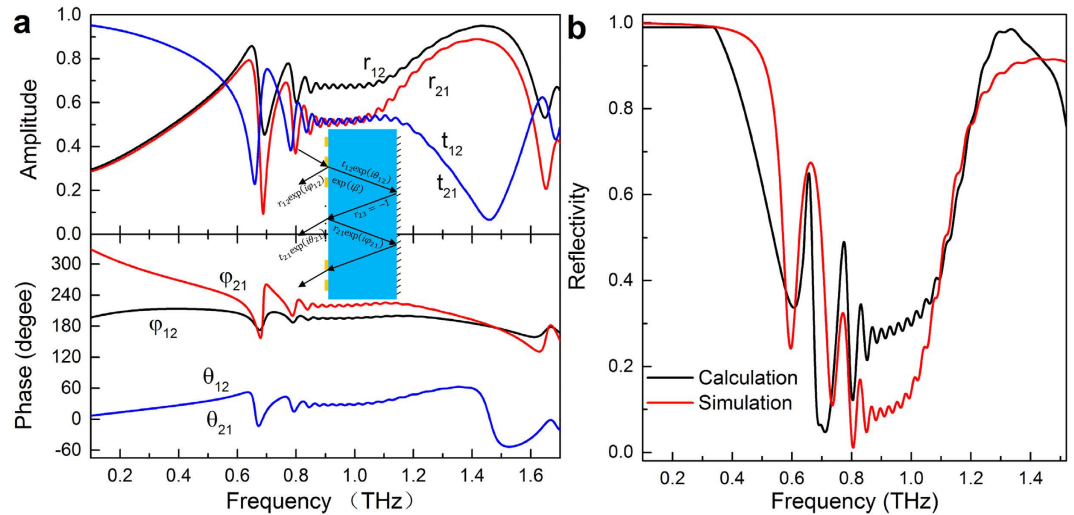 a
Amplitude
1.0
0.8
0.6
0.4
0.2
0.0
r12
r21
t12
t21
t12exp(iθ12)
exp(iβ)
r12exp(iφ12)
r23 = −1
t21exp(iθ21)
r21exp(iφ21)
Phase (degree)
300
240
180
120
60
0
-60
φ21
φ12
θ12
θ21
0.2 0.4 0.6 0.8 1.0 1.2 1.4 1.6
Frequency (THz)
b
Reflectivity
1.0
0.8
0.6
0.4
0.2
0.0
Calculation
Simulation
0.2 0.4 0.6 0.8 1.0 1.2 1.4
Frequency (THz)